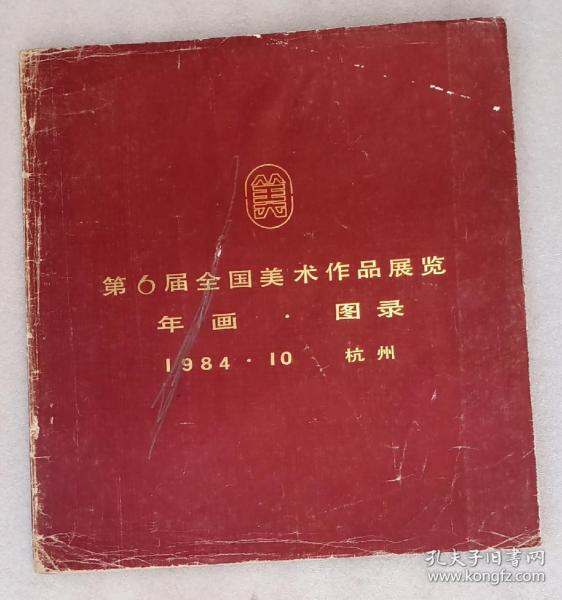 美
第6届全国美术作品展览
年画·图录
1984·10 杭州
孔夫子旧书网
www.kongfz.com